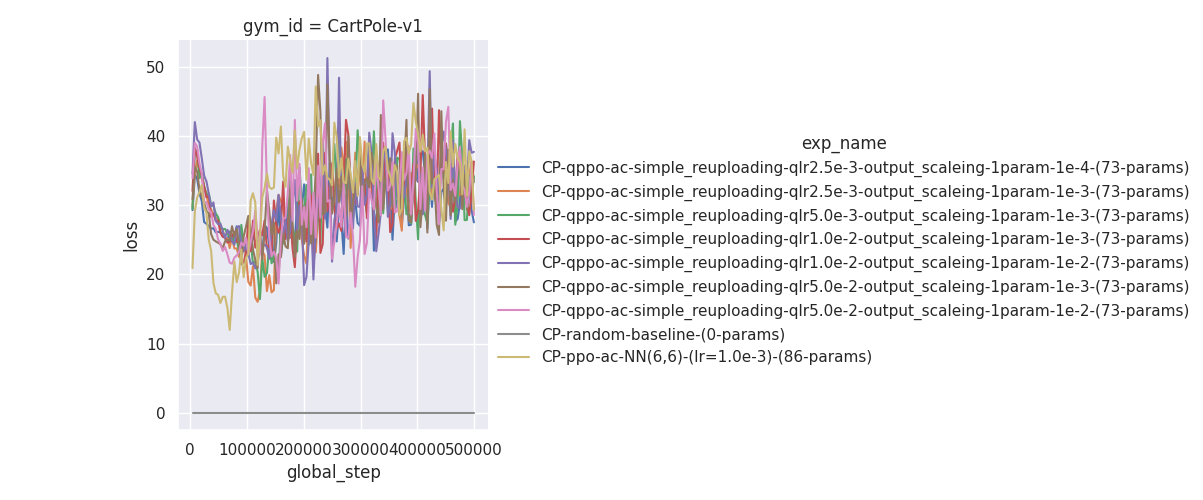 gym_id = CartPole-v1
50
40
30
20
10
0
loss
0 100000 200000 300000 400000 500000
global_step
exp_name
CP-qppo-ac-simple_reuploading-qlr2.5e-3-output_scaleing-1param-1e-4-(73-params)
CP-qppo-ac-simple_reuploading-qlr2.5e-3-output_scaleing-1param-1e-3-(73-params)
CP-qppo-ac-simple_reuploading-qlr5.0e-3-output_scaleing-1param-1e-3-(73-params)
CP-qppo-ac-simple_reuploading-qlr1.0e-2-output_scaleing-1param-1e-3-(73-params)
CP-qppo-ac-simple_reuploading-qlr1.0e-2-output_scaleing-1param-1e-2-(73-params)
CP-qppo-ac-simple_reuploading-qlr5.0e-2-output_scaleing-1param-1e-3-(73-params)
CP-qppo-ac-simple_reuploading-qlr5.0e-2-output_scaleing-1param-1e-2-(73-params)
CP-random-baseline-(0-params)
CP-ppo-ac-NN(6,6)-(lr=1.0e-3)-(86-params)